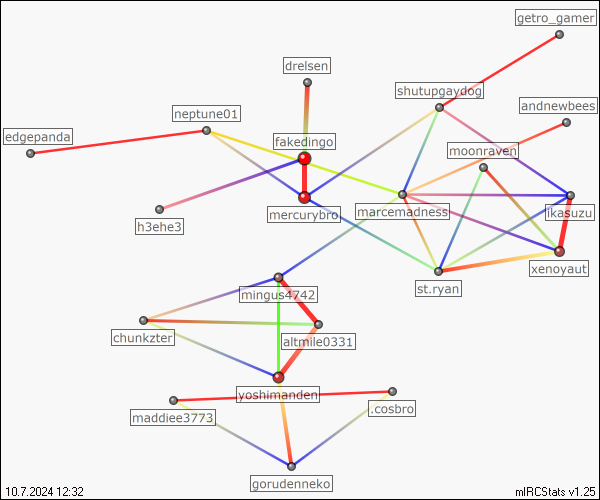 getro_gamer
drelsen
shutupgaydog
andnewbees
neptune01
edgepanda
fakedingo
moonraven
mercurybro
marcemadness
ikasuzu
h3ehe3
xenoyaut
st.ryan
mingus4742
chunkzter
altmile0331
yoshimanden
maddiee3773
.cosbro
gorudenneko
10.7.2024 12:32
mIRCStats v1.25